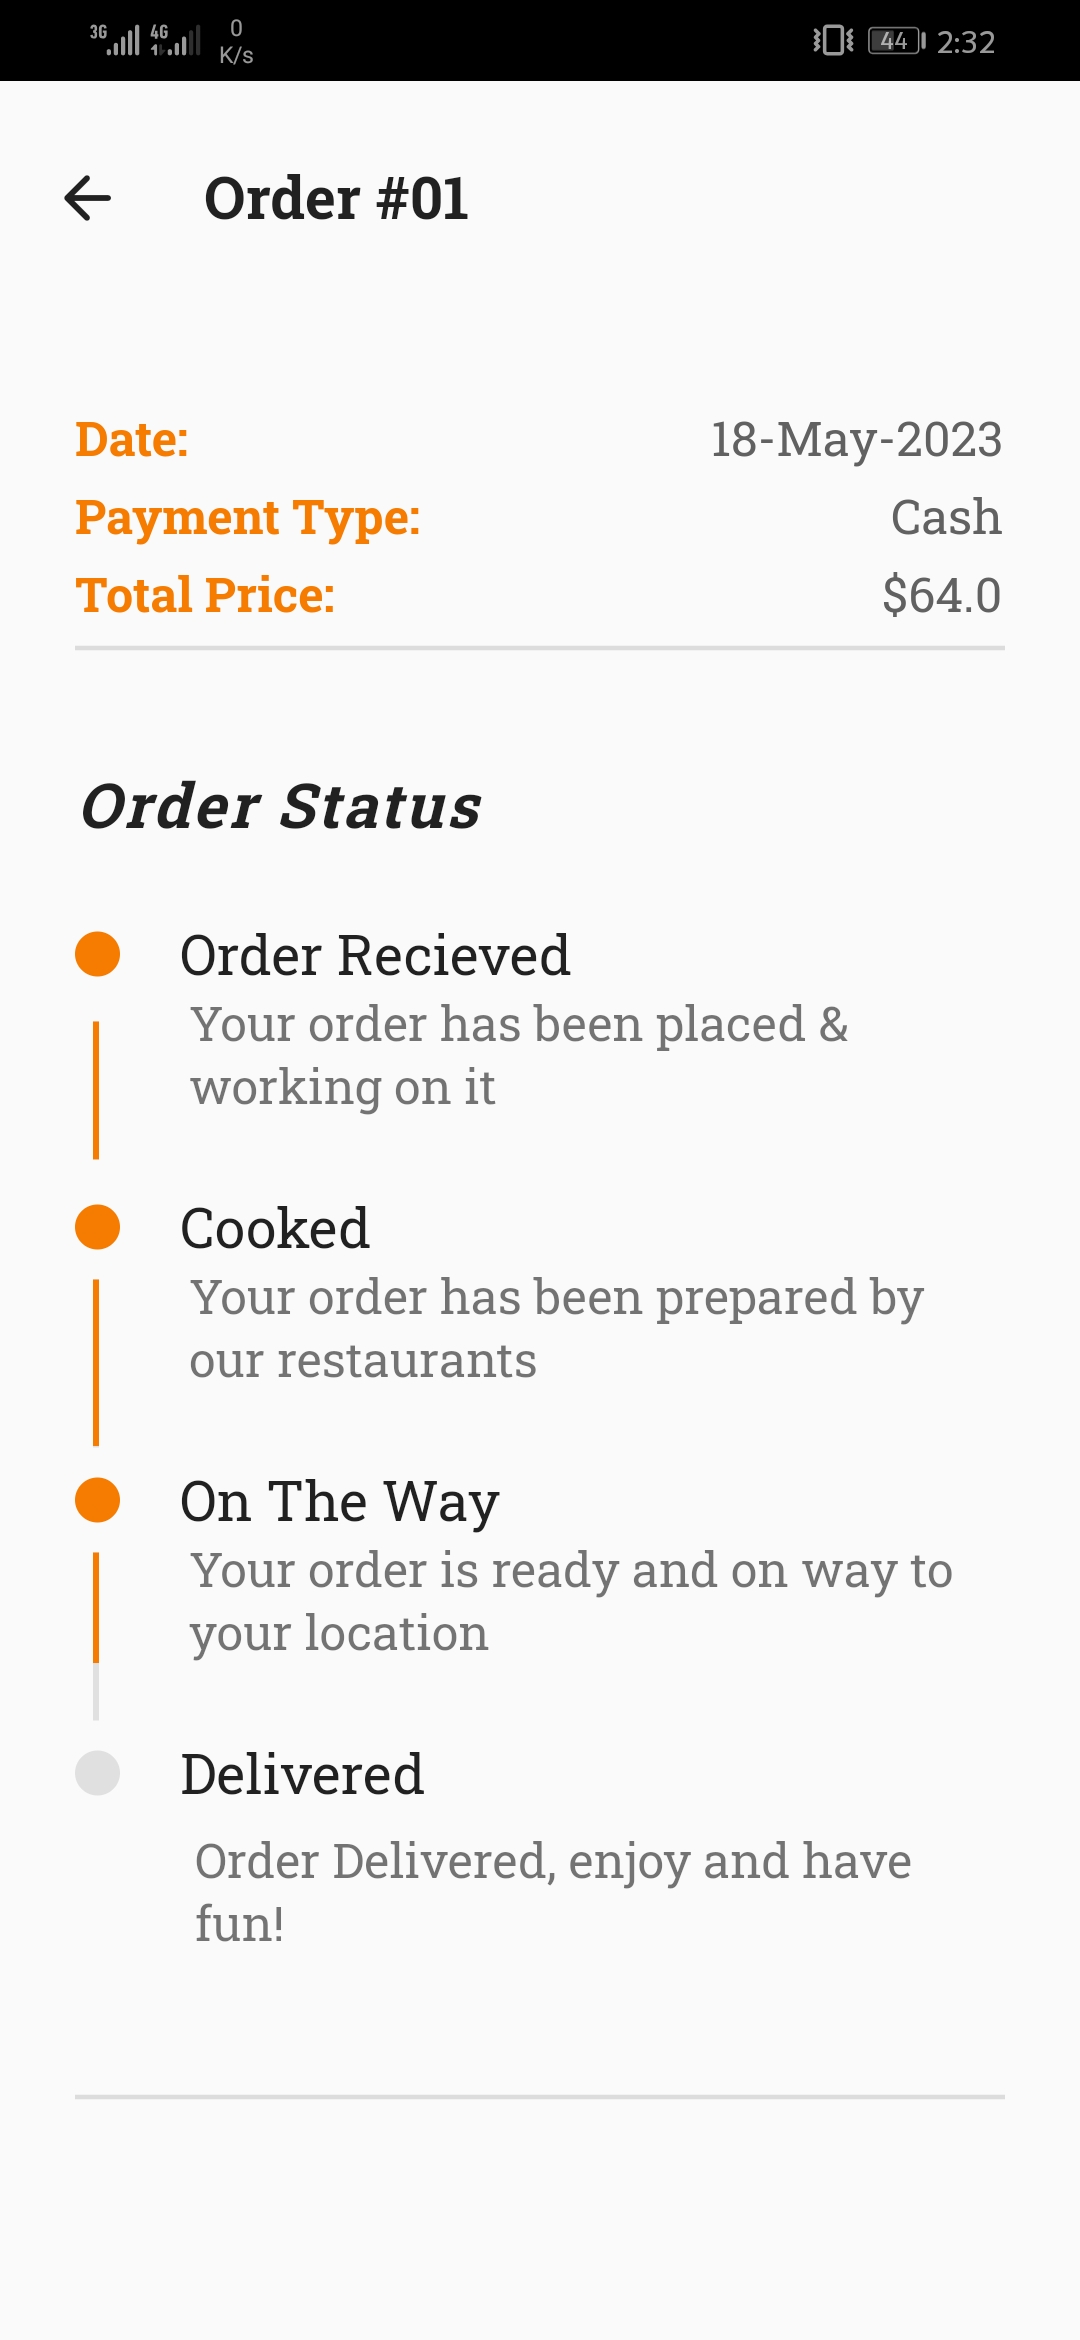 3G 4G 0 K/s 44 2:32
Order #01
Date: 18-May-2023
Payment Type: Cash
Total Price: $64.0
Order Status
Order Recieved
Your order has been placed &
working on it
Cooked
Your order has been prepared by
our restaurants
On The Way
Your order is ready and on way to
your location
Delivered
Order Delivered, enjoy and have
fun!